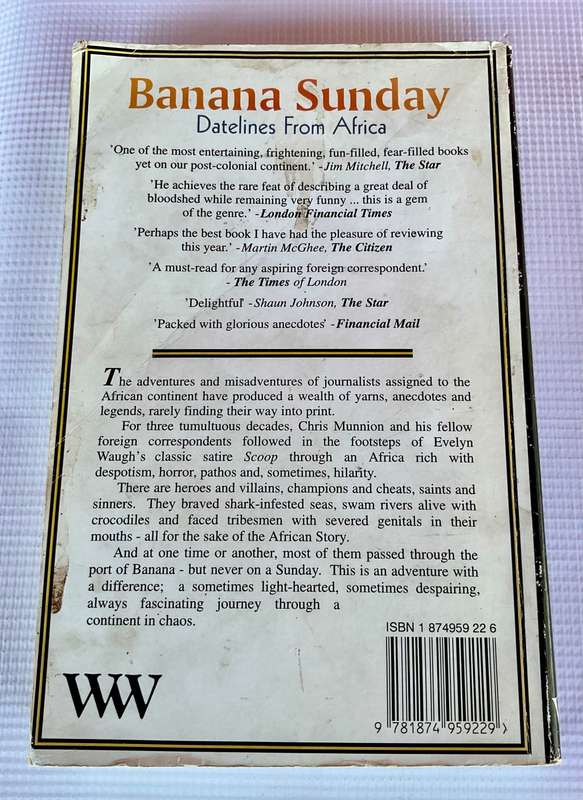 Banana Sunday
Datelines From Africa
'One of the most entertaining, frightening, fun-filled, fear-filled books
yet on our post-colonial continent.' - Jim Mitchell, The Star
'He achieves the rare feat of describing a great deal of
bloodshed while remaining very funny ... this is a gem
of the genre.' - London Financial Times
'Perhaps the best book I have had the pleasure of reviewing
this year.' - Martin McGhee, The Citizen
'A must-read for any aspiring foreign correspondent.'
- The Times of London
'Delightful' - Shaun Johnson, The Star
'Packed with glorious anecdotes' - Financial Mail
The adventures and misadventures of journalists assigned to the
African continent have produced a wealth of yarns, anecdotes and
legends, rarely finding their way into print.
For three tumultuous decades, Chris Munnion and his fellow
foreign correspondents followed in the footsteps of Evelyn
Waugh's classic satire Scoop through an Africa rich with
despotism, horror, pathos and, sometimes, hilarity.
There are heroes and villains, champions and cheats, saints and
sinners. They braved shark-infested seas, swam rivers alive with
crocodiles and faced tribesmen with severed genitals in their
mouths - all for the sake of the African Story.
And at one time or another, most of them passed through the
port of Banana - but never on a Sunday. This is an adventure with
a difference; a sometimes light-hearted, sometimes despairing,
always fascinating journey through a
continent in chaos.
ISBN 1 874959 22 6
WW
9 781874 959229 >